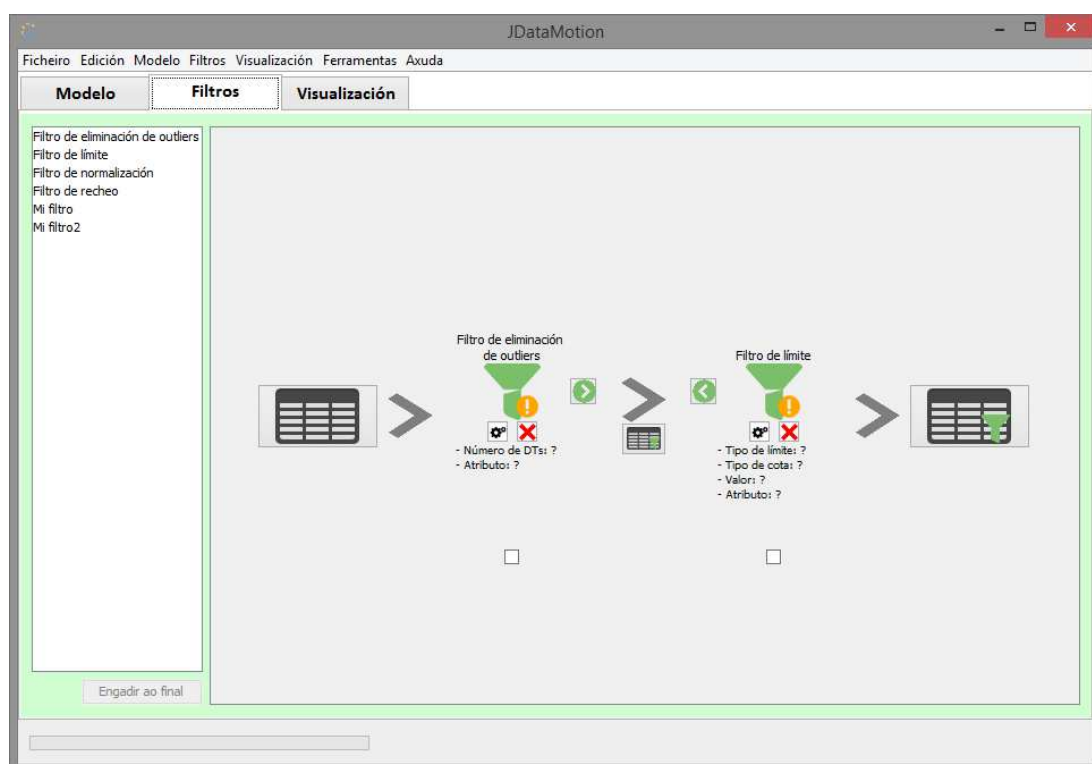 JDataMotion
Ficheiro Edición Modelo Filtros Visualización Ferramentas Axuda
Modelo Filtros Visualización
Filtro de eliminación de outliers
Filtro de límite
Filtro de normalización
Filtro de recheo
Mi filtro
Mi filtro2
Filtro de eliminación
de outliers
- Número de DTs: ?
- Atributo: ?
Filtro de límite
- Tipo de límite: ?
- Tipo de cota: ?
- Valor: ?
- Atributo: ?
Engadir ao final